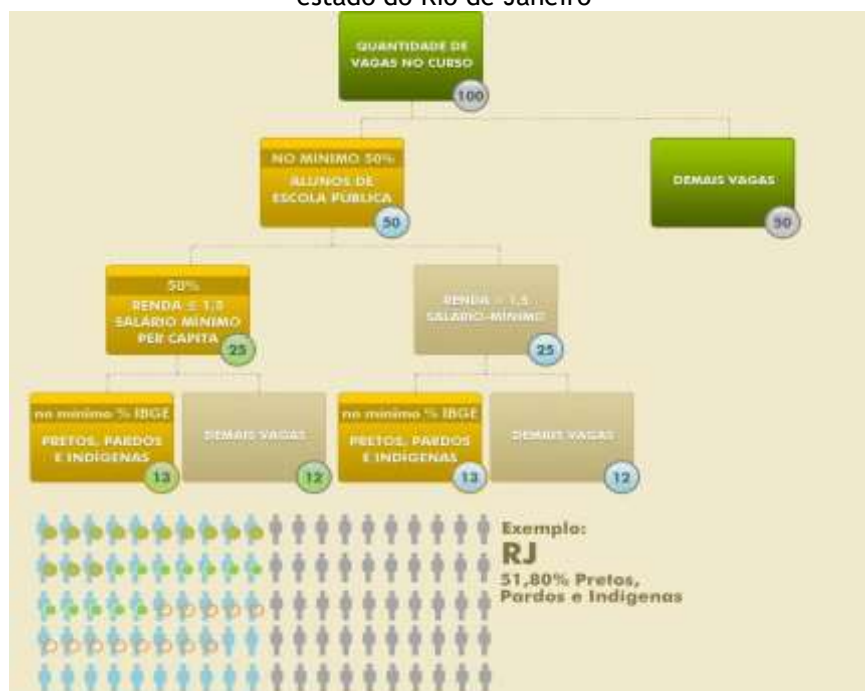 estado do Rio de Janeiro
QUANTIDADE DE
VAGAS NO CURSO
100
NO MÍNIMO 50%
ALUNOS DE
ESCOLA PÚBLICA
50
DEMAIS VAGAS
50
50%
RENDA ≤ 1,5
SALÁRIO MÍNIMO
PER CAPITA
25
RENDA > 1,5
SALÁRIO-MÍNIMO
25
no mínimo % IBGE
PRETOS, PARDOS
E INDÍGENAS
13
DEMAIS VAGAS
12
no mínimo % IBGE
PRETOS, PARDOS
E INDÍGENAS
13
DEMAIS VAGAS
12
Exemplo:
RJ
51,80% Pretos,
Pardos e Indígenas